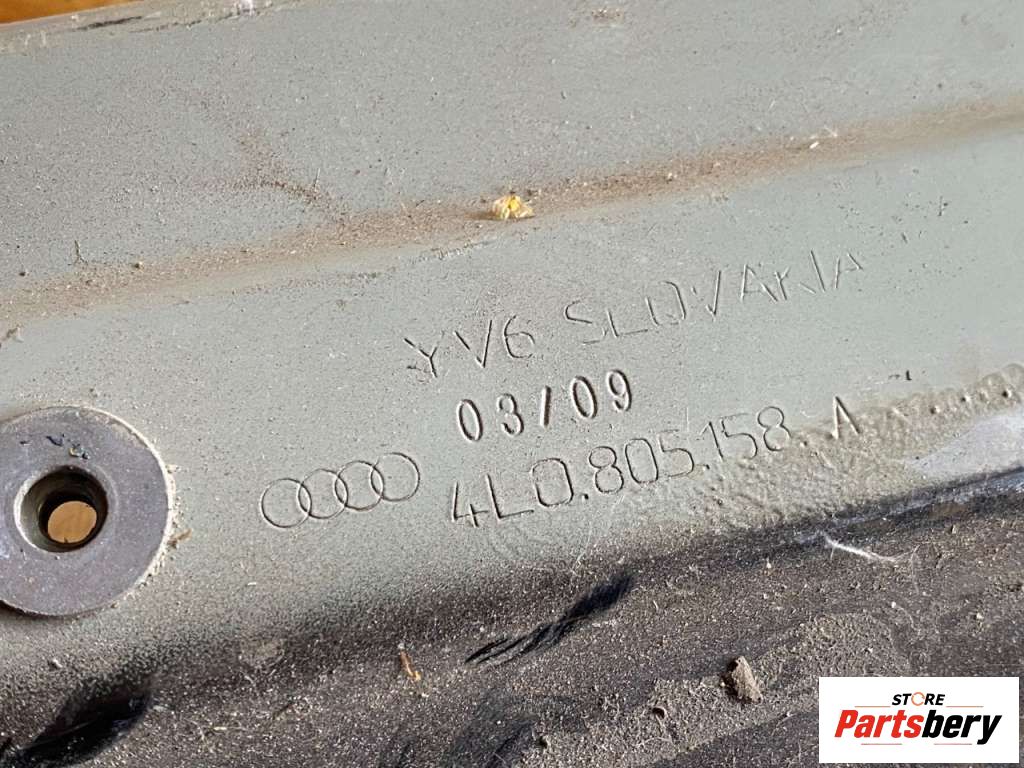 YV6 SLOVAKIA
03/09
4L0.805.158.A
STORE
Partsbery